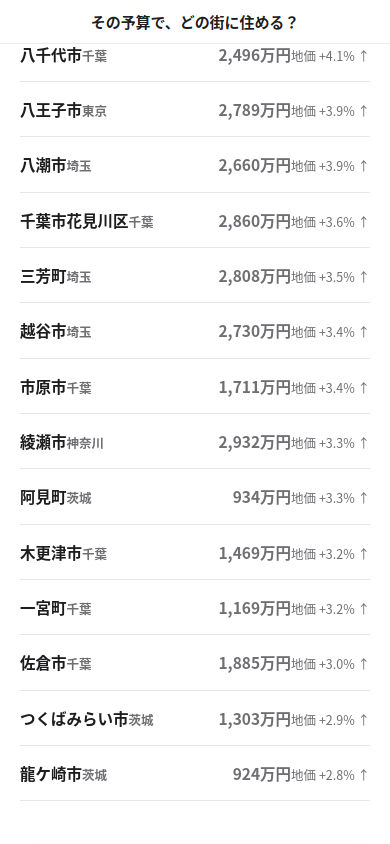 その予算で、どの街に住める？
八千代市千葉 2,496万円地価 +4.1% ↑
八王子市東京 2,789万円地価 +3.9% ↑
八潮市埼玉 2,660万円地価 +3.9% ↑
千葉市花見川区千葉 2,860万円地価 +3.6% ↑
三芳町埼玉 2,808万円地価 +3.5% ↑
越谷市埼玉 2,730万円地価 +3.4% ↑
市原市千葉 1,711万円地価 +3.4% ↑
綾瀬市神奈川 2,932万円地価 +3.3% ↑
阿見町茨城 934万円地価 +3.3% ↑
木更津市千葉 1,469万円地価 +3.2% ↑
一宮町千葉 1,169万円地価 +3.2% ↑
佐倉市千葉 1,885万円地価 +3.0% ↑
つくばみらい市茨城 1,303万円地価 +2.9% ↑
龍ケ崎市茨城 924万円地価 +2.8% ↑